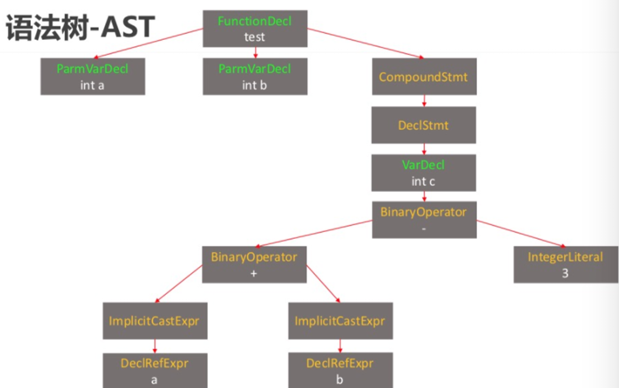 语法树-AST
FunctionDecl
test
ParmVarDecl
int a
ParmVarDecl
int b
CompoundStmt
DeclStmt
VarDecl
int c
BinaryOperator
-
BinaryOperator
+
IntegerLiteral
3
ImplicitCastExpr
ImplicitCastExpr
DeclRefExpr
a
DeclRefExpr
b